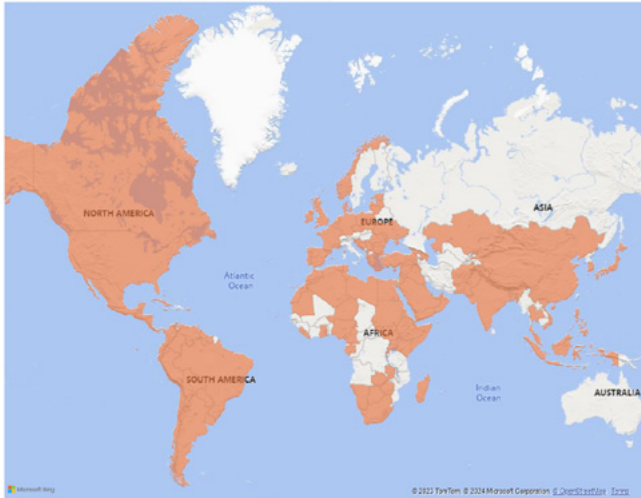 ASIA
NORTH AMERICA
EUROPE
Atlantic
Ocean
AFRICA
SOUTH AMERICA
Indian
Ocean
AUSTRALIA
Microsoft Bing
© 2023 TomTom, © 2024 Microsoft Corporation, © OpenStreetMap Terms